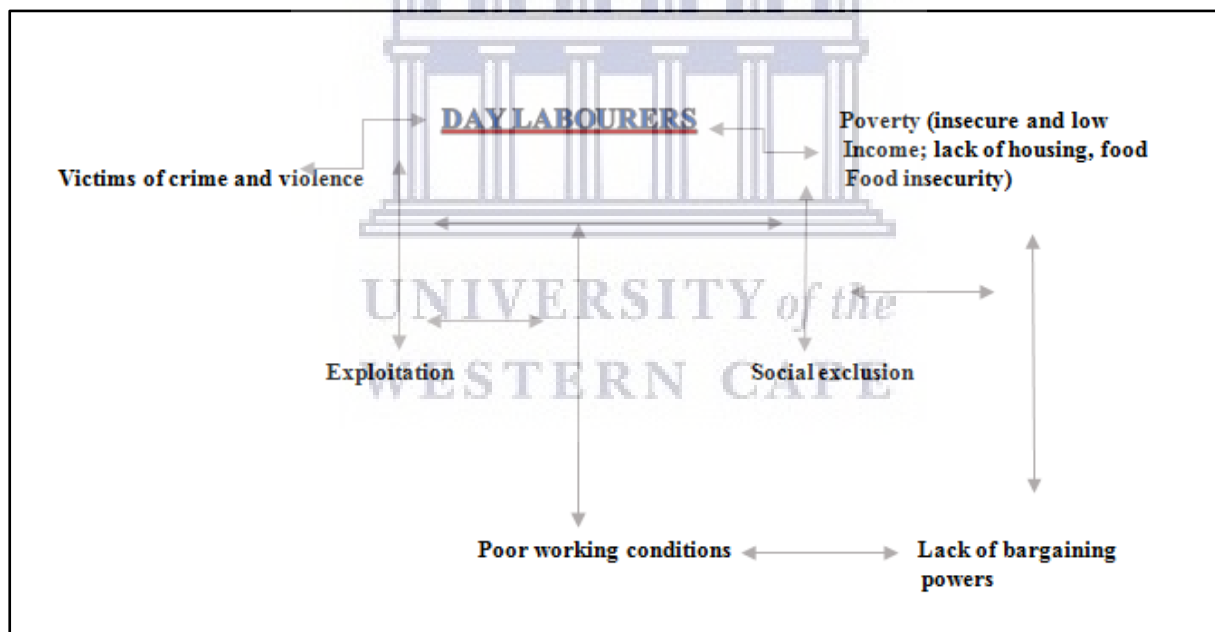 DAY LABOURERS
Poverty (insecure and low
Income; lack of housing, food
Food insecurity)
Victims of crime and violence
UNIVERSITY of the
Exploitation
Social exclusion
WESTERN CAPE
Poor working conditions
Lack of bargaining
powers